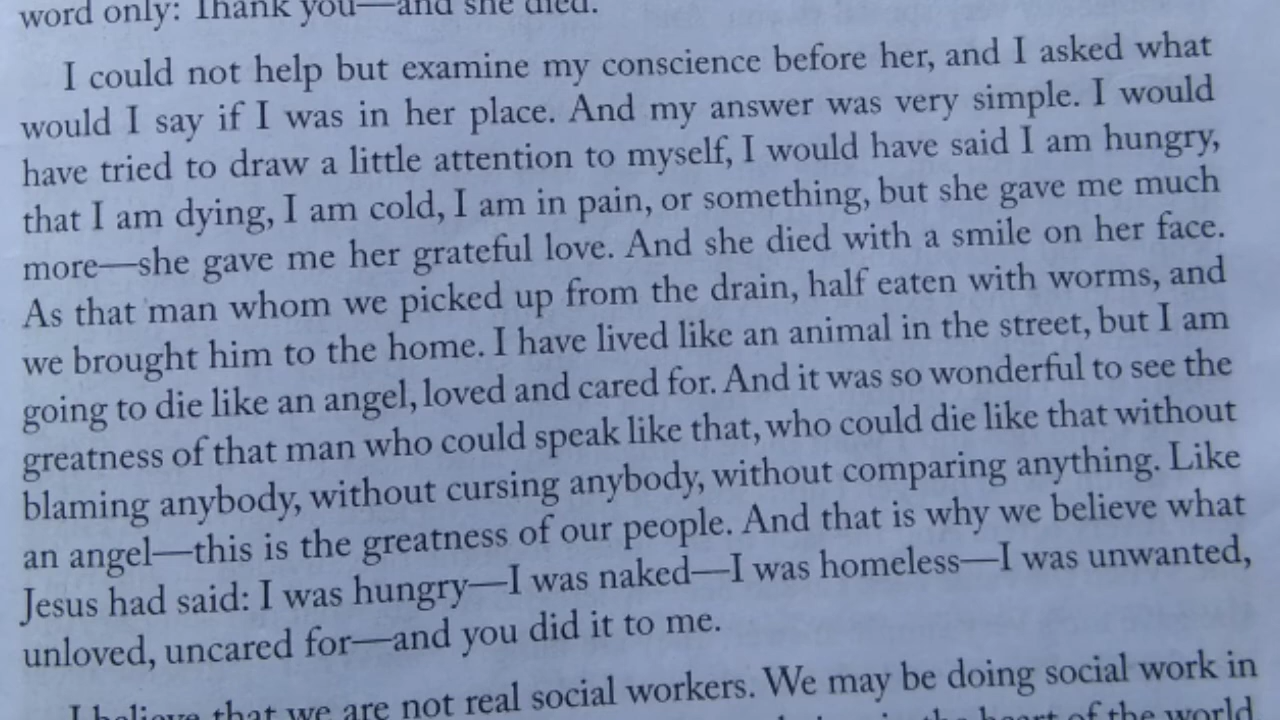 word only: Thank you—and she died.
I could not help but examine my conscience before her, and I asked what
would I say if I was in her place. And my answer was very simple. I would
have tried to draw a little attention to myself, I would have said I am hungry,
that I am dying, I am cold, I am in pain, or something, but she gave me much
more—she gave me her grateful love. And she died with a smile on her face.
As that man whom we picked up from the drain, half eaten with worms, and
we brought him to the home. I have lived like an animal in the street, but I am
going to die like an angel, loved and cared for. And it was so wonderful to see the
greatness of that man who could speak like that, who could die like that without
blaming anybody, without cursing anybody, without comparing anything. Like
an angel—this is the greatness of our people. And that is why we believe what
Jesus had said: I was hungry—I was naked—I was homeless—I was unwanted,
unloved, uncared for—and you did it to me.
I believe that we are not real social workers. We may be doing social work in
the heart of the world